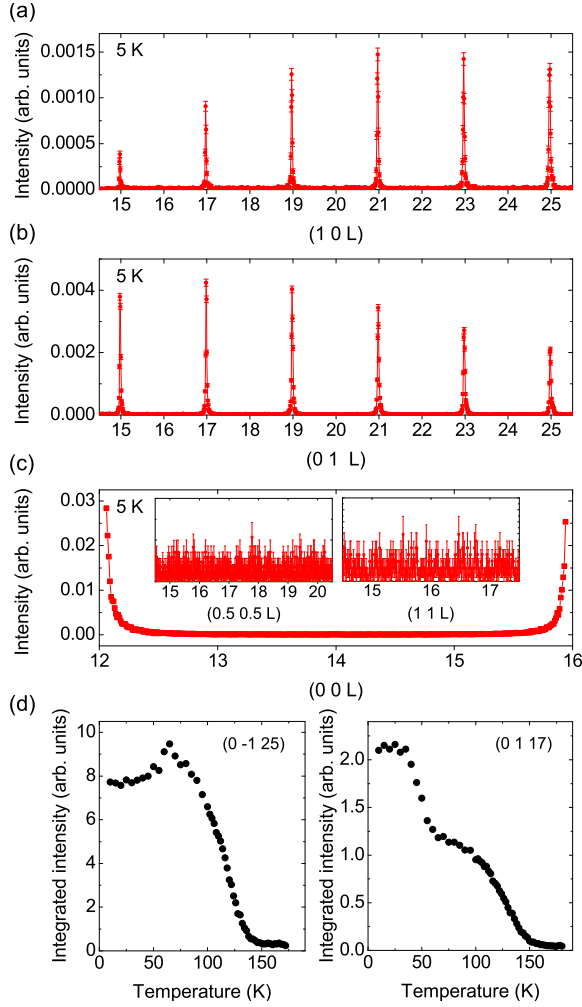 (a)
5 K
Intensity (arb. units)
0.0015
0.0010
0.0005
0.0000
15 16 17 18 19 20 21 22 23 24 25
(1 0 L)
(b)
5 K
Intensity (arb. units)
0.004
0.002
0.000
15 16 17 18 19 20 21 22 23 24 25
(0 1 L)
(c)
5 K
Intensity (arb. units)
0.03
0.02
0.01
0.00
15 16 17 18 19 20
(0.5 0.5 L)
15 16 17
(1 1 L)
12 13 14 15 16
(0 0 L)
(d)
(0 -1 25)
Integrated intensity (arb. units)
10
8
6
4
2
0
0 50 100 150
Temperature (K)
(0 1 17)
Integrated intensity (arb. units)
2.5
2.0
1.5
1.0
0.5
0.0
0 50 100 150
Temperature (K)